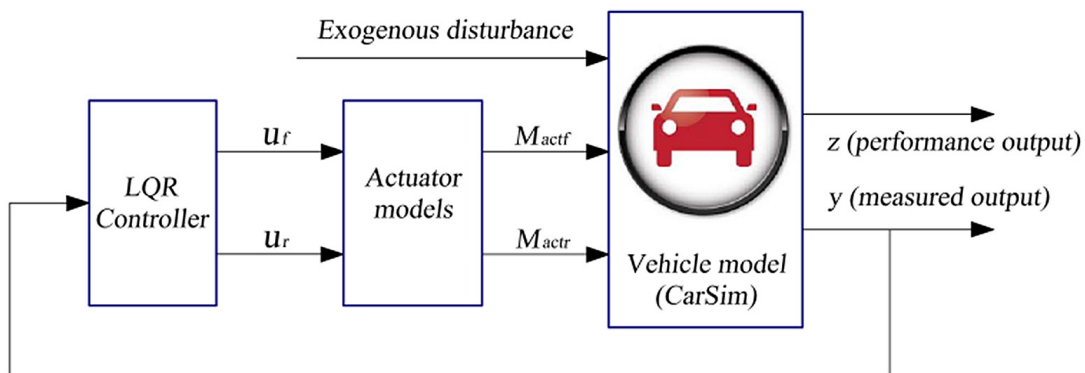 Exogenous disturbance
LQR
Controller
uf
ur
Actuator
models
Mactf
Mactr
Vehicle model
(CarSim)
z (performance output)
y (measured output)